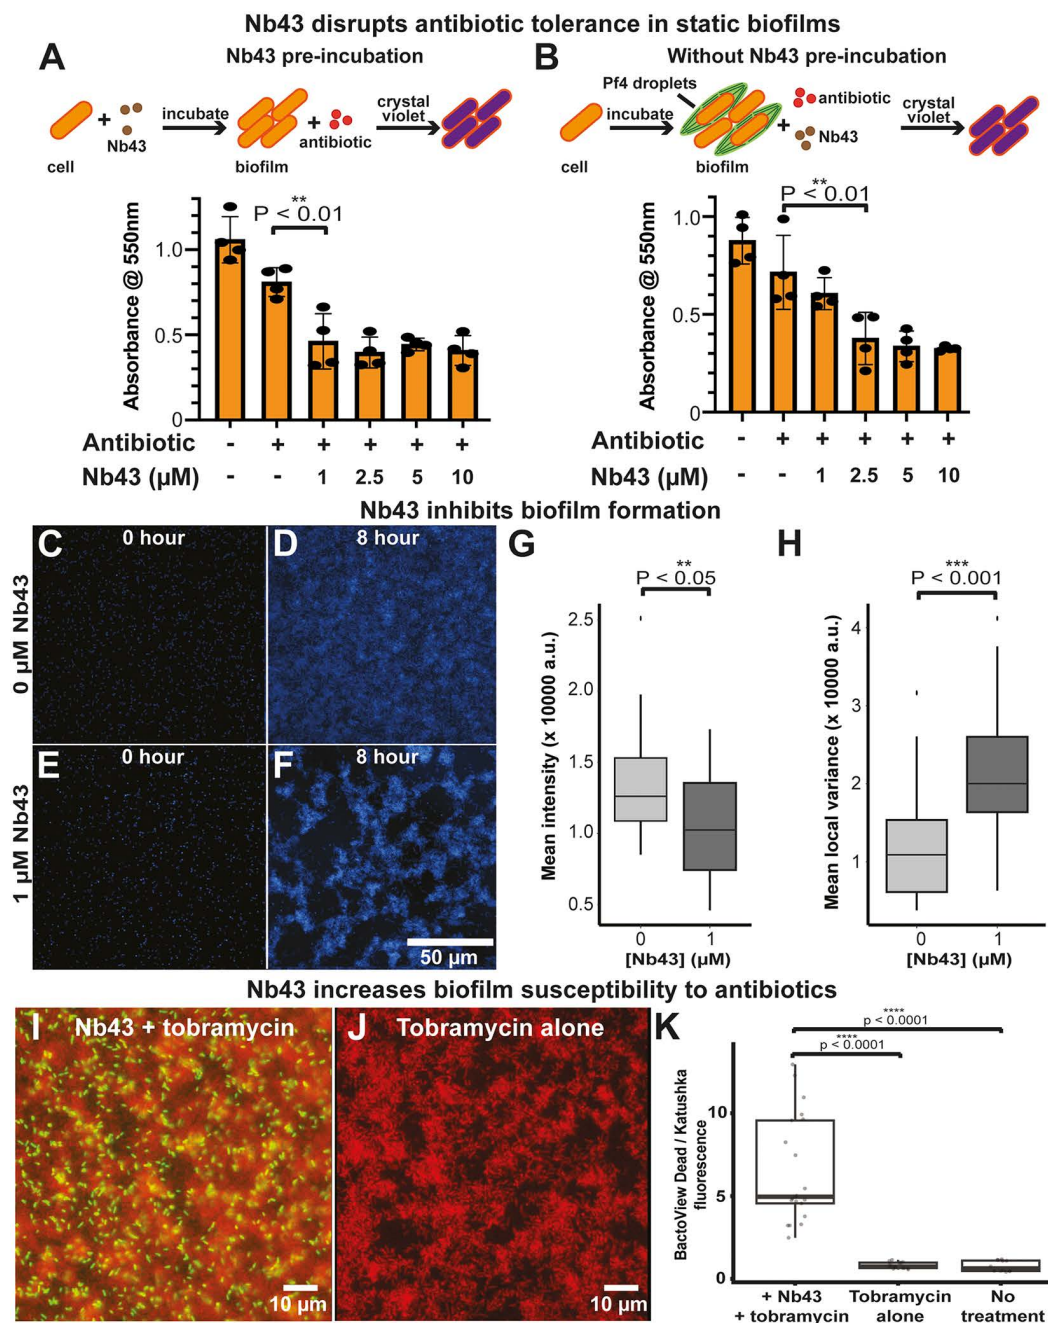 Nb43 disrupts antibiotic tolerance in static biofilms
A
Nb43 pre-incubation
cell
+
Nb43
incubate
biofilm
+
antibiotic
crystal
violet
**
P < 0.01
Absorbance @ 550nm
1.0
0.5
0
Antibiotic - + + + + +
Nb43 (µM) - - 1 2.5 5 10
B
Without Nb43 pre-incubation
Pf4 droplets
cell
incubate
biofilm
+
antibiotic
Nb43
crystal
violet
**
P < 0.01
Absorbance @ 550nm
1.0
0.5
0
Antibiotic - + + + + +
Nb43 (µM) - - 1 2.5 5 10
Nb43 inhibits biofilm formation
0 µM Nb43
C 0 hour
D 8 hour
1 µM Nb43
E 0 hour
F 8 hour
50 µm
G
**
P < 0.05
Mean intensity (x 10000 a.u.)
2.5
2.0
1.5
1.0
0.5
0 1
[Nb43] (µM)
H
***
P < 0.001
Mean local variance (x 10000 a.u.)
4
3
2
1
0 1
[Nb43] (µM)
Nb43 increases biofilm susceptibility to antibiotics
I Nb43 + tobramycin
10 µm
J Tobramycin alone
10 µm
K
****
p < 0.0001
****
p < 0.0001
BactoView Dead / Katushka
fluorescence
10
5
0
+ Nb43
+ tobramycin
Tobramycin
alone
No
treatment